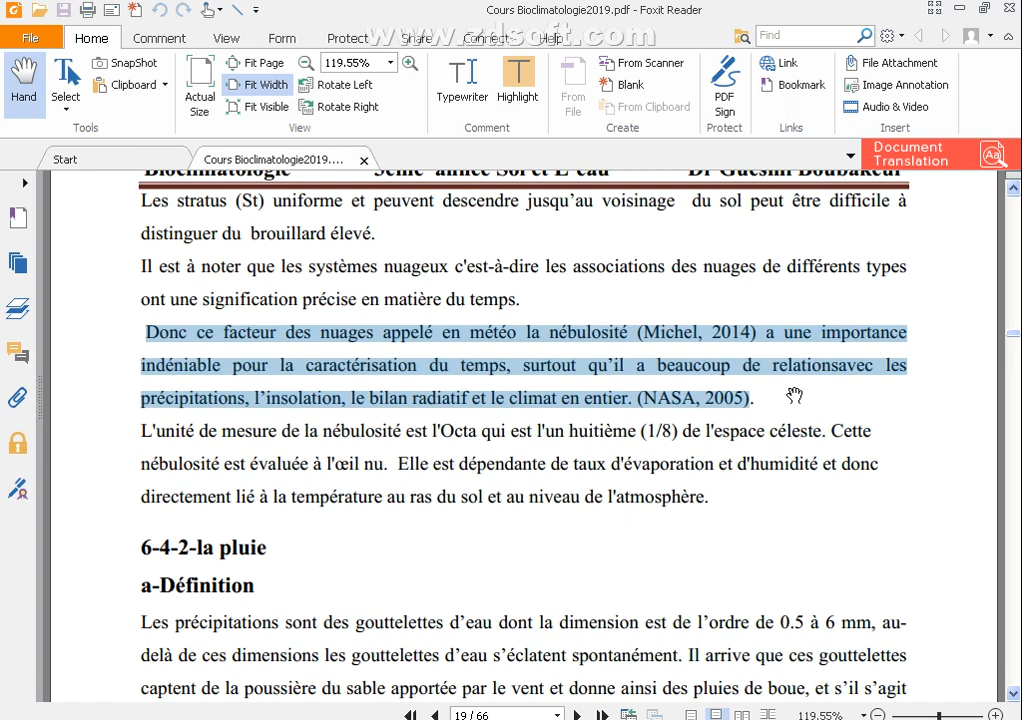 Cours Bioclimatologie2019.pdf - Foxit Reader
File Home Comment View Form Protect Share Connect Help Find
www.zdsoft.com
Hand
Select
SnapShot
Clipboard
Tools
Actual Size
Fit Page
Fit Width
Fit Visible
119.55%
Rotate Left
Rotate Right
View
Typewriter
Highlight
Comment
From File
From Scanner
Blank
From Clipboard
Create
PDF Sign
Protect
Link
Bookmark
Links
File Attachment
Image Annotation
Audio & Video
Insert
Start
Cours Bioclimatologie2019....
Document Translation
Bioclimatologie 3eme année Sol et L'eau Dr Guesmi Boubakeur
Les stratus (St) uniforme et peuvent descendre jusqu'au voisinage du sol peut être difficile à
distinguer du brouillard élevé.
Il est à noter que les systèmes nuageux c'est-à-dire les associations des nuages de différents types
ont une signification précise en matière du temps.
Donc ce facteur des nuages appelé en météo la nébulosité (Michel, 2014) a une importance
indéniable pour la caractérisation du temps, surtout qu'il a beaucoup de relationsavec les
précipitations, l'insolation, le bilan radiatif et le climat en entier. (NASA, 2005).
L'unité de mesure de la nébulosité est l'Octa qui est l'un huitième (1/8) de l'espace céleste. Cette
nébulosité est évaluée à l'œil nu. Elle est dépendante de taux d'évaporation et d'humidité et donc
directement lié à la température au ras du sol et au niveau de l'atmosphère.
6-4-2-la pluie
a-Définition
Les précipitations sont des gouttelettes d'eau dont la dimension est de l'ordre de 0.5 à 6 mm, au-
delà de ces dimensions les gouttelettes d'eau s'éclatent spontanément. Il arrive que ces gouttelettes
captent de la poussière du sable apportée par le vent et donne ainsi des pluies de boue, et s'il s'agit
19 / 66
119.55%